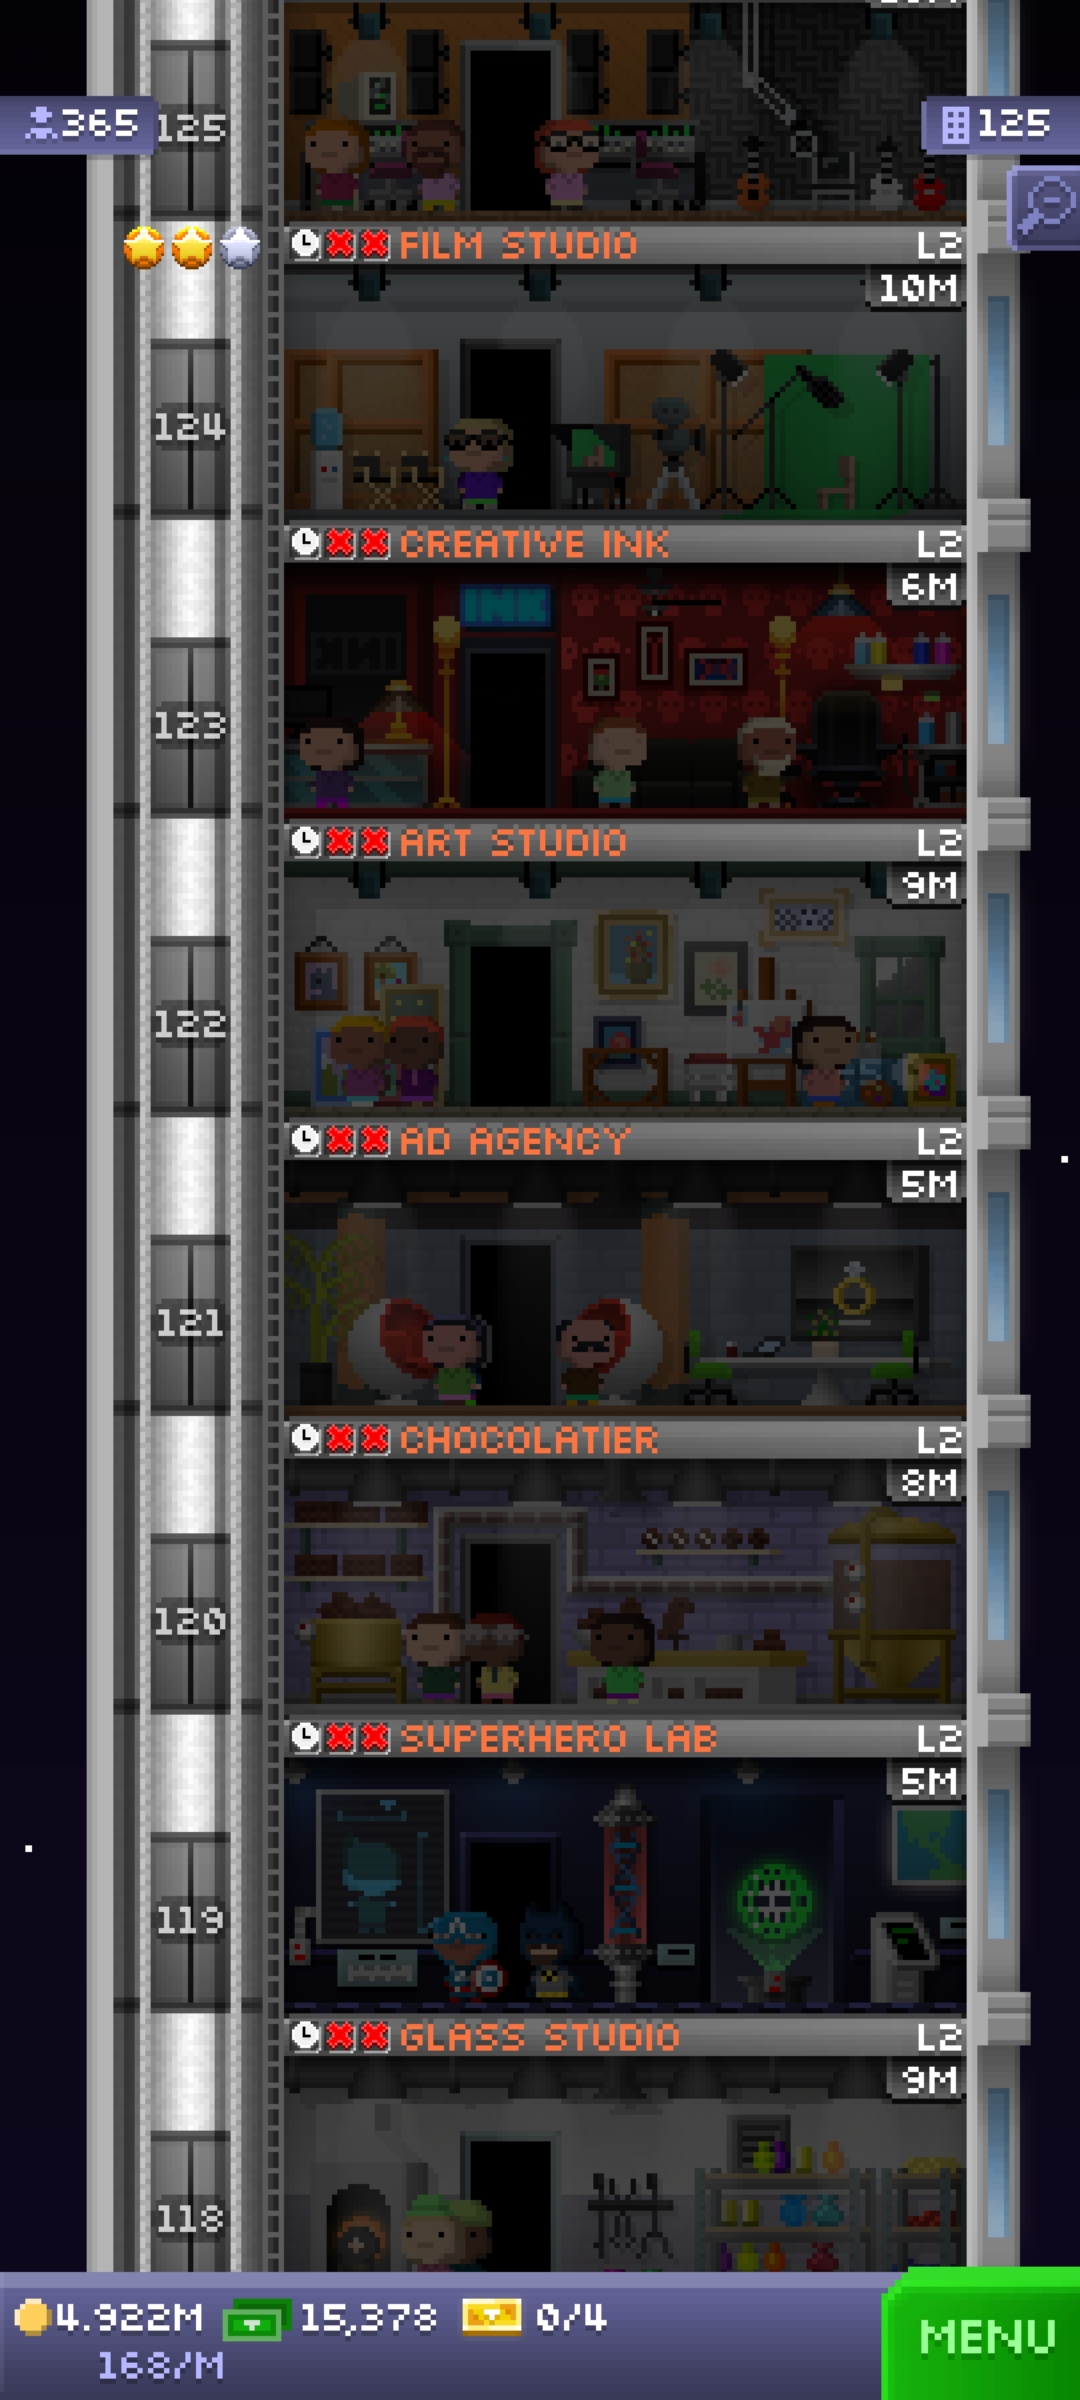 365
125
125
FILM STUDIO L2
10M
124
CREATIVE INK L2
6M
INK
123
ART STUDIO L2
9M
122
AD AGENCY L2
5M
121
CHOCOLATIER L2
8M
120
SUPERHERO LAB L2
5M
119
GLASS STUDIO L2
9M
118
4.922M 15,378 0/4
168/M
MENU